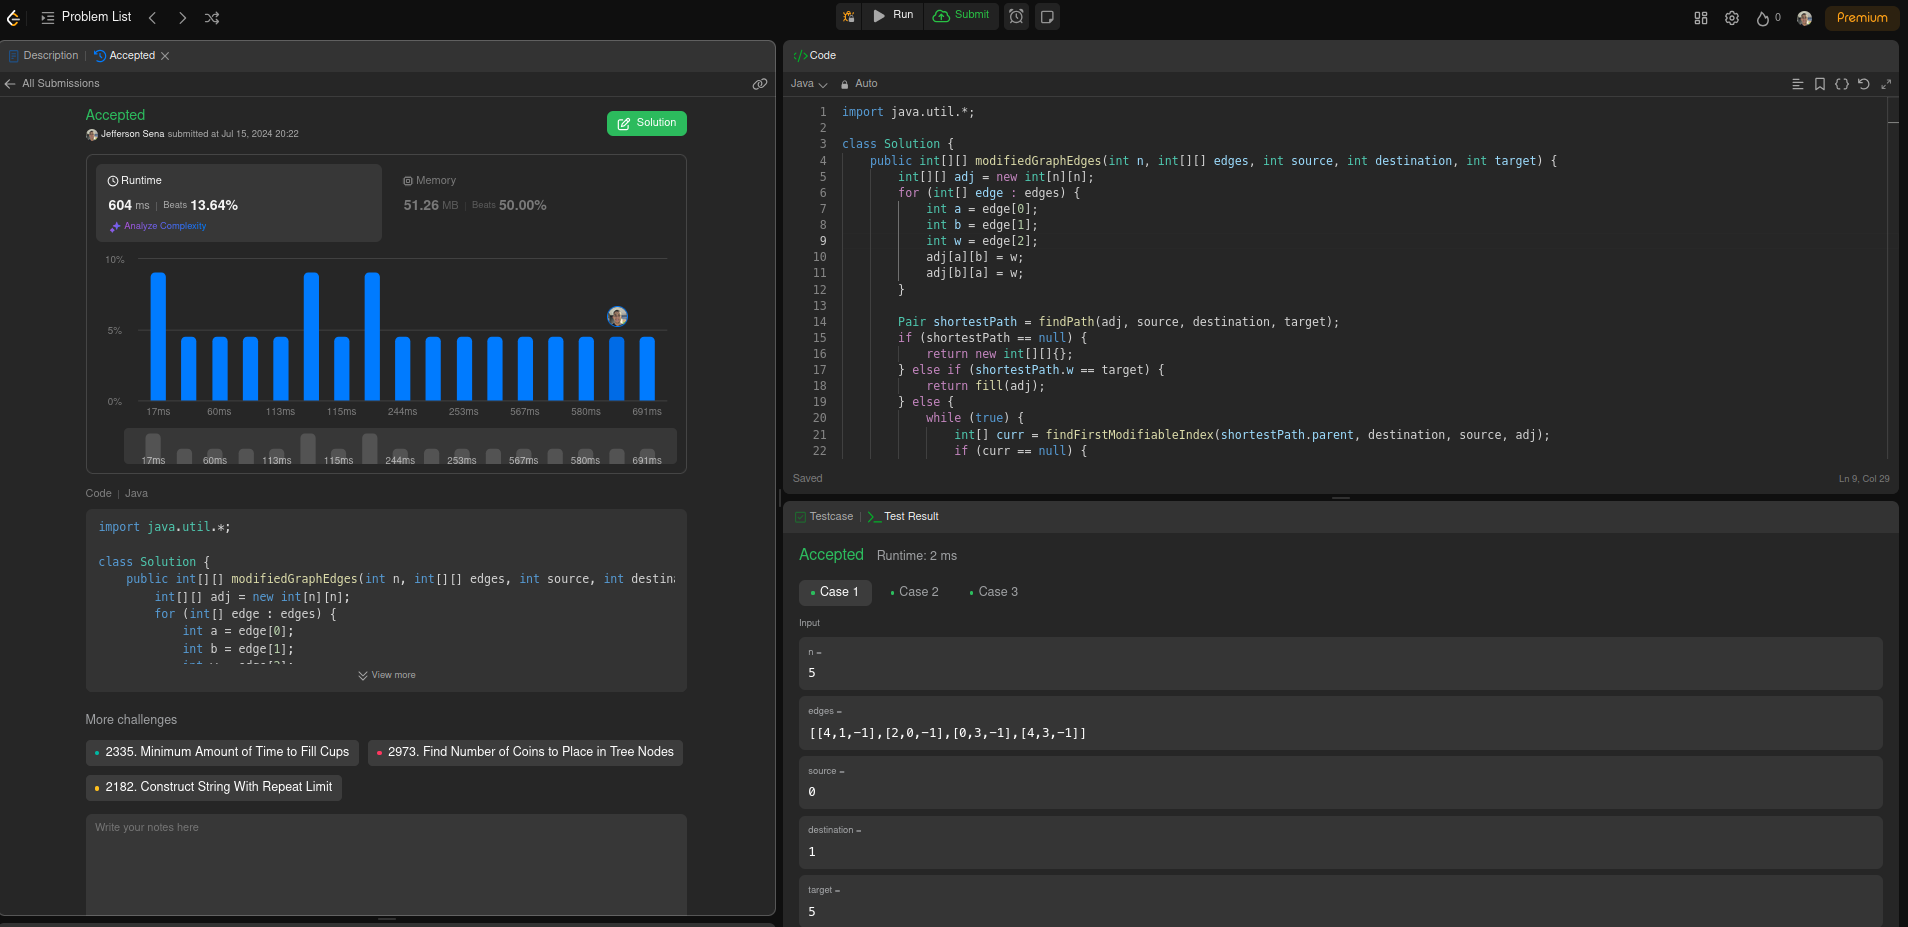 Problem List
Run
Submit
0
Premium
Description
Accepted
All Submissions
Accepted
Jefferson Sena submitted at Jul 15, 2024 20:22
Solution
Runtime
604 ms | Beats 13.64%
Analyze Complexity
Memory
51.26 MB | Beats 50.00%
10%
5%
0%
17ms 60ms 113ms 115ms 244ms 253ms 567ms 580ms 691ms
17ms 60ms 113ms 115ms 244ms 253ms 567ms 580ms 691ms
Code | Java
import java.util.*;
class Solution {
public int[][] modifiedGraphEdges(int n, int[][] edges, int source, int destin
int[][] adj = new int[n][n];
for (int[] edge : edges) {
int a = edge[0];
int b = edge[1];
int w = edge[2];
View more
More challenges
2335. Minimum Amount of Time to Fill Cups
2973. Find Number of Coins to Place in Tree Nodes
2182. Construct String With Repeat Limit
Write your notes here
</>Code
Java
Auto
1 import java.util.*;
2
3 class Solution {
4 public int[][] modifiedGraphEdges(int n, int[][] edges, int source, int destination, int target) {
5 int[][] adj = new int[n][n];
6 for (int[] edge : edges) {
7 int a = edge[0];
8 int b = edge[1];
9 int w = edge[2];
10 adj[a][b] = w;
11 adj[b][a] = w;
12 }
13
14 Pair shortestPath = findPath(adj, source, destination, target);
15 if (shortestPath == null) {
16 return new int[][]{};
17 } else if (shortestPath.w == target) {
18 return fill(adj);
19 } else {
20 while (true) {
21 int[] curr = findFirstModifiableIndex(shortestPath.parent, destination, source, adj);
22 if (curr == null) {
Saved
Ln 9, Col 29
Testcase
Test Result
Accepted Runtime: 2 ms
Case 1
Case 2
Case 3
Input
n =
5
edges =
[[4,1,-1],[2,0,-1],[0,3,-1],[4,3,-1]]
source =
0
destination =
1
target =
5